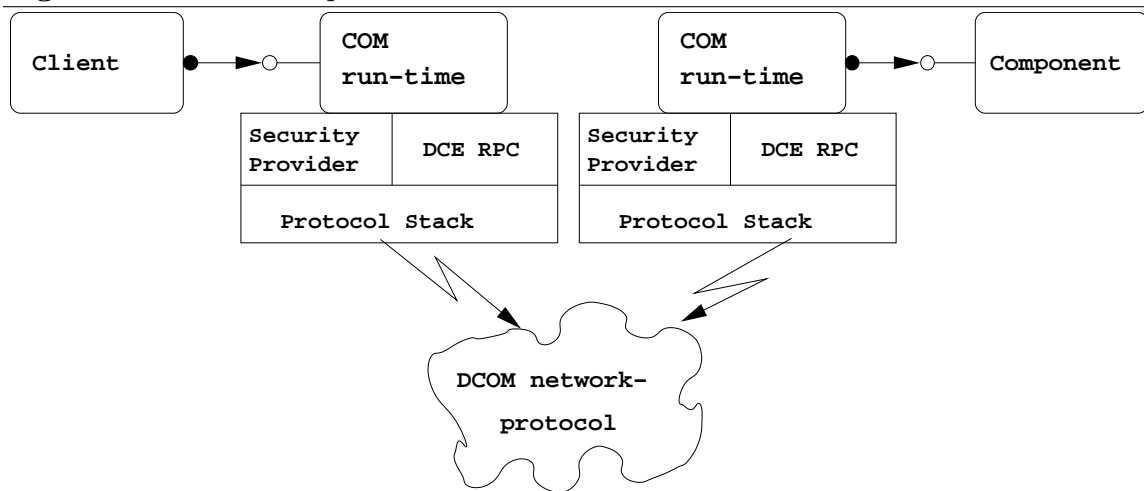 Client
COM
run-time
COM
run-time
Component
Security
Provider
DCE RPC
Security
Provider
DCE RPC
Protocol Stack
Protocol Stack
DCOM network-
protocol